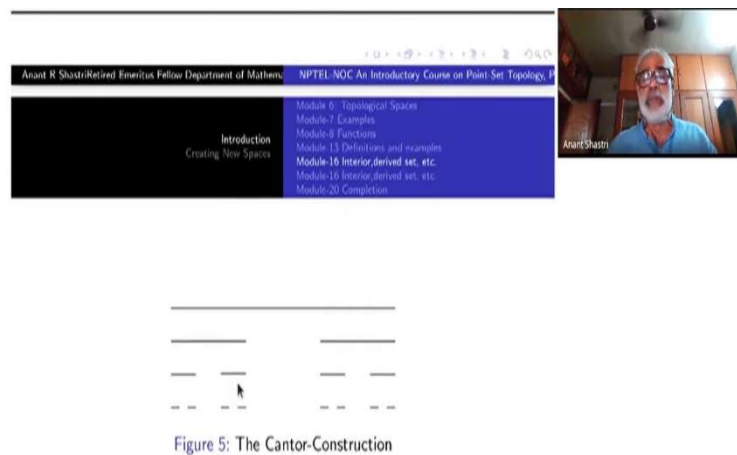 Anant R ShastriRetired Emeritus Fellow Department of Mathema
NPTEL-NOC An Introductory Course on Point-Set Topology, P
Introduction
Creating New Spaces
Module-6: Topological Spaces
Module-7 Examples
Module-8 Functions
Module-13 Definitions and examples
Module-16 Interior,derived set, etc.
Module-16 Interior,derived set, etc.
Module-20 Completion
Anant Shastri
Figure 5: The Cantor-Construction